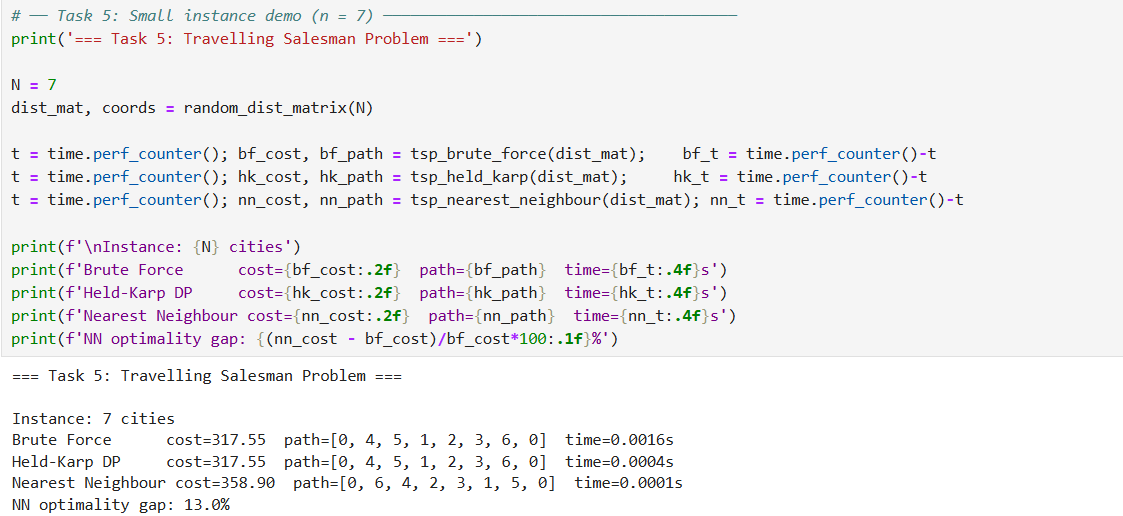 # ── Task 5: Small instance demo (n = 7) ───────────────────────────────────────
print('=== Task 5: Travelling Salesman Problem ===')
N = 7
dist_mat, coords = random_dist_matrix(N)
t = time.perf_counter(); bf_cost, bf_path = tsp_brute_force(dist_mat);    bf_t = time.perf_counter()-t
t = time.perf_counter(); hk_cost, hk_path = tsp_held_karp(dist_mat);     hk_t = time.perf_counter()-t
t = time.perf_counter(); nn_cost, nn_path = tsp_nearest_neighbour(dist_mat); nn_t = time.perf_counter()-t
print(f'\nInstance: {N} cities')
print(f'Brute Force      cost={bf_cost:.2f}  path={bf_path}  time={bf_t:.4f}s')
print(f'Held-Karp DP     cost={hk_cost:.2f}  path={hk_path}  time={hk_t:.4f}s')
print(f'Nearest Neighbour cost={nn_cost:.2f}  path={nn_path}  time={nn_t:.4f}s')
print(f'NN optimality gap: {(nn_cost - bf_cost)/bf_cost*100:.1f}%')
=== Task 5: Travelling Salesman Problem ===
Instance: 7 cities
Brute Force      cost=317.55  path=[0, 4, 5, 1, 2, 3, 6, 0]  time=0.0016s
Held-Karp DP     cost=317.55  path=[0, 4, 5, 1, 2, 3, 6, 0]  time=0.0004s
Nearest Neighbour cost=358.90  path=[0, 6, 4, 2, 3, 1, 5, 0]  time=0.0001s
NN optimality gap: 13.0%